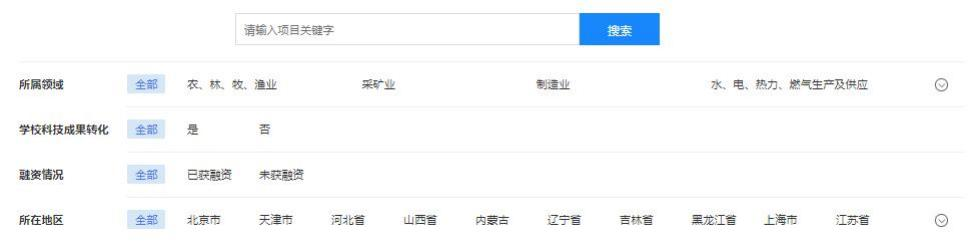 请输入项目关键字 搜索
所属领域 全部 农、林、牧、渔业 采矿业 制造业 水、电、热力、燃气生产及供应
学校科技成果转化 全部 是 否
融资情况 全部 已获融资 未获融资
所在地区 全部 北京市 天津市 河北省 山西省 内蒙古 辽宁省 吉林省 黑龙江省 上海市 江苏省